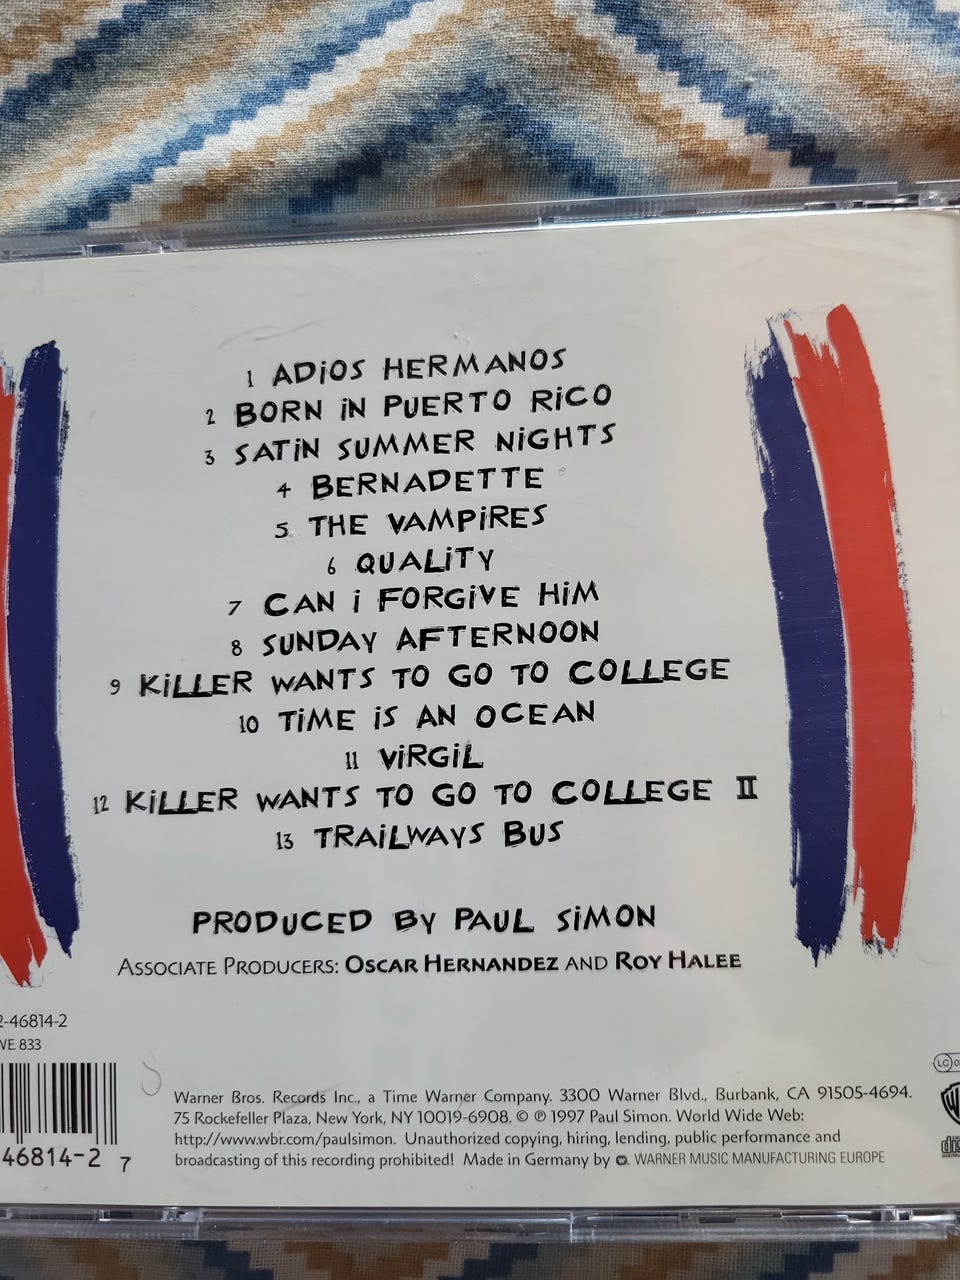 1 ADiOS HERMANOS
2 BORN iN PUERTO RiCO
3 SATiN SUMMER NiGHTS
4 BERNADETTE
5 THE VAMPiRES
6 QUALiTY
7 CAN i FORGiVE HiM
8 SUNDAY AFTERNOON
9 KiLLER WANTS TO GO TO COLLEGE
10 TiME iS AN OCEAN
11 ViRGiL
12 KiLLER WANTS TO GO TO COLLEGE II
13 TRAiLWAYS BUS
PRODUCED BY PAUL SiMON
ASSOCIATE PRODUCERS: OSCAR HERNANDEZ AND ROY HALEE
2-46814-2
WE 833
46814-2 7
Warner Bros. Records Inc., a Time Warner Company. 3300 Warner Blvd., Burbank, CA 91505-4694.
75 Rockefeller Plaza, New York, NY 10019-6908. © ℗ 1997 Paul Simon. World Wide Web:
http://www.wbr.com/paulsimon. Unauthorized copying, hiring, lending, public performance and
broadcasting of this recording prohibited! Made in Germany by WARNER MUSIC MANUFACTURING EUROPE
LC